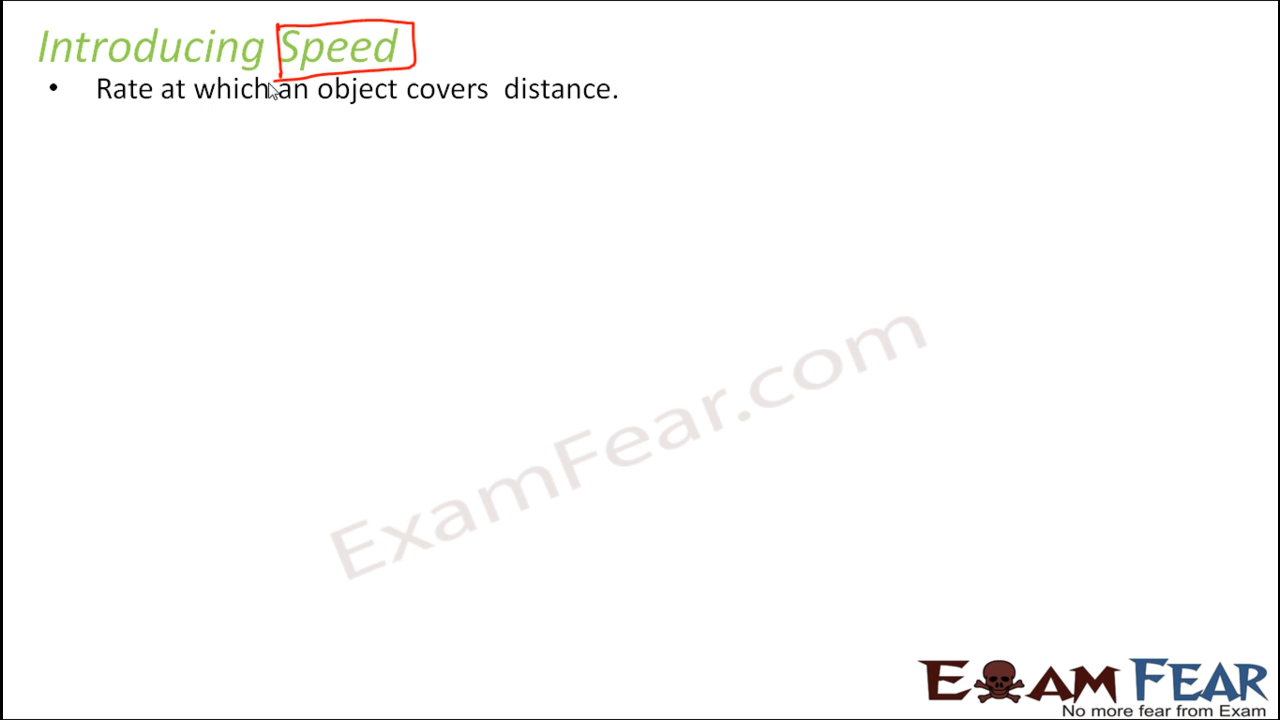 Introducing Speed
• Rate at which an object covers distance.
ExamFear.com
EXAM FEAR
No more fear from Exam